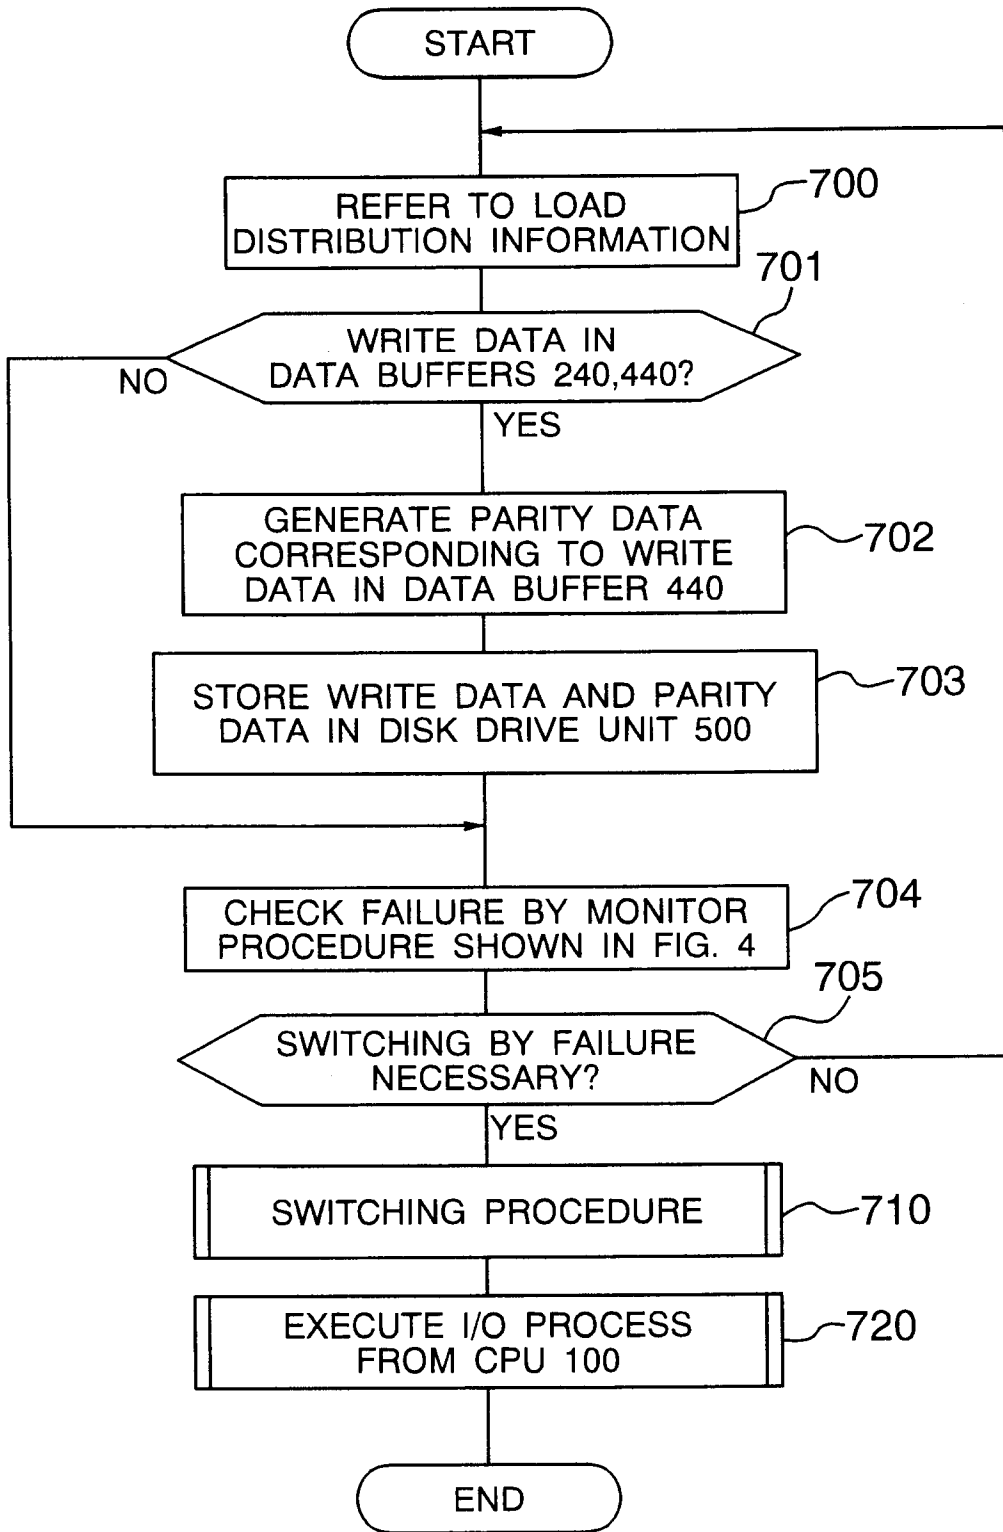 START
REFER TO LOAD
DISTRIBUTION INFORMATION
700
701
WRITE DATA IN
DATA BUFFERS 240,440?
NO
YES
GENERATE PARITY DATA
CORRESPONDING TO WRITE
DATA IN DATA BUFFER 440
702
STORE WRITE DATA AND PARITY
DATA IN DISK DRIVE UNIT 500
703
CHECK FAILURE BY MONITOR
PROCEDURE SHOWN IN FIG. 4
704
705
SWITCHING BY FAILURE
NECESSARY?
NO
YES
SWITCHING PROCEDURE
710
EXECUTE I/O PROCESS
FROM CPU 100
720
END